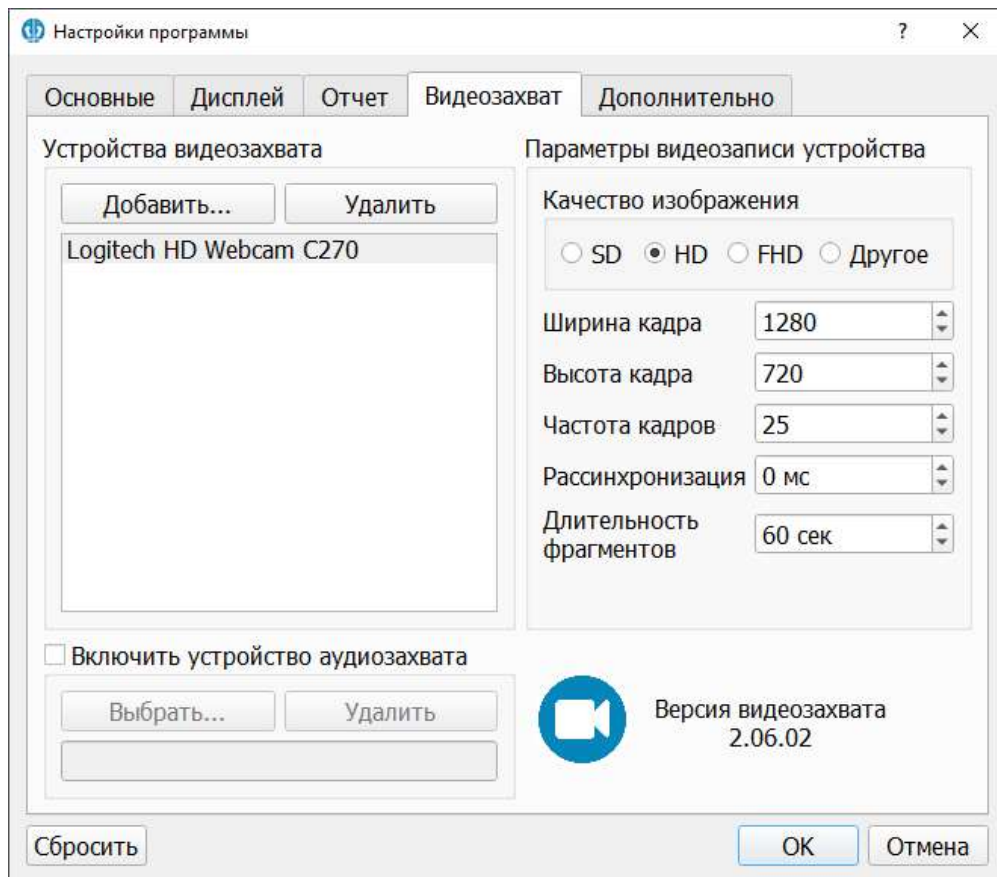 Настройки программы
?
Основные Дисплей Отчет Видеозахват Дополнительно
Устройства видеозахвата
Добавить... Удалить
Logitech HD Webcam C270
Параметры видеозаписи устройства
Качество изображения
SD HD FHD Другое
Ширина кадра 1280
Высота кадра 720
Частота кадров 25
Рассинхронизация 0 мс
Длительность
фрагментов 60 сек
Включить устройство аудиозахвата
Выбрать... Удалить
Версия видеозахвата
2.06.02
Сбросить OK Отмена